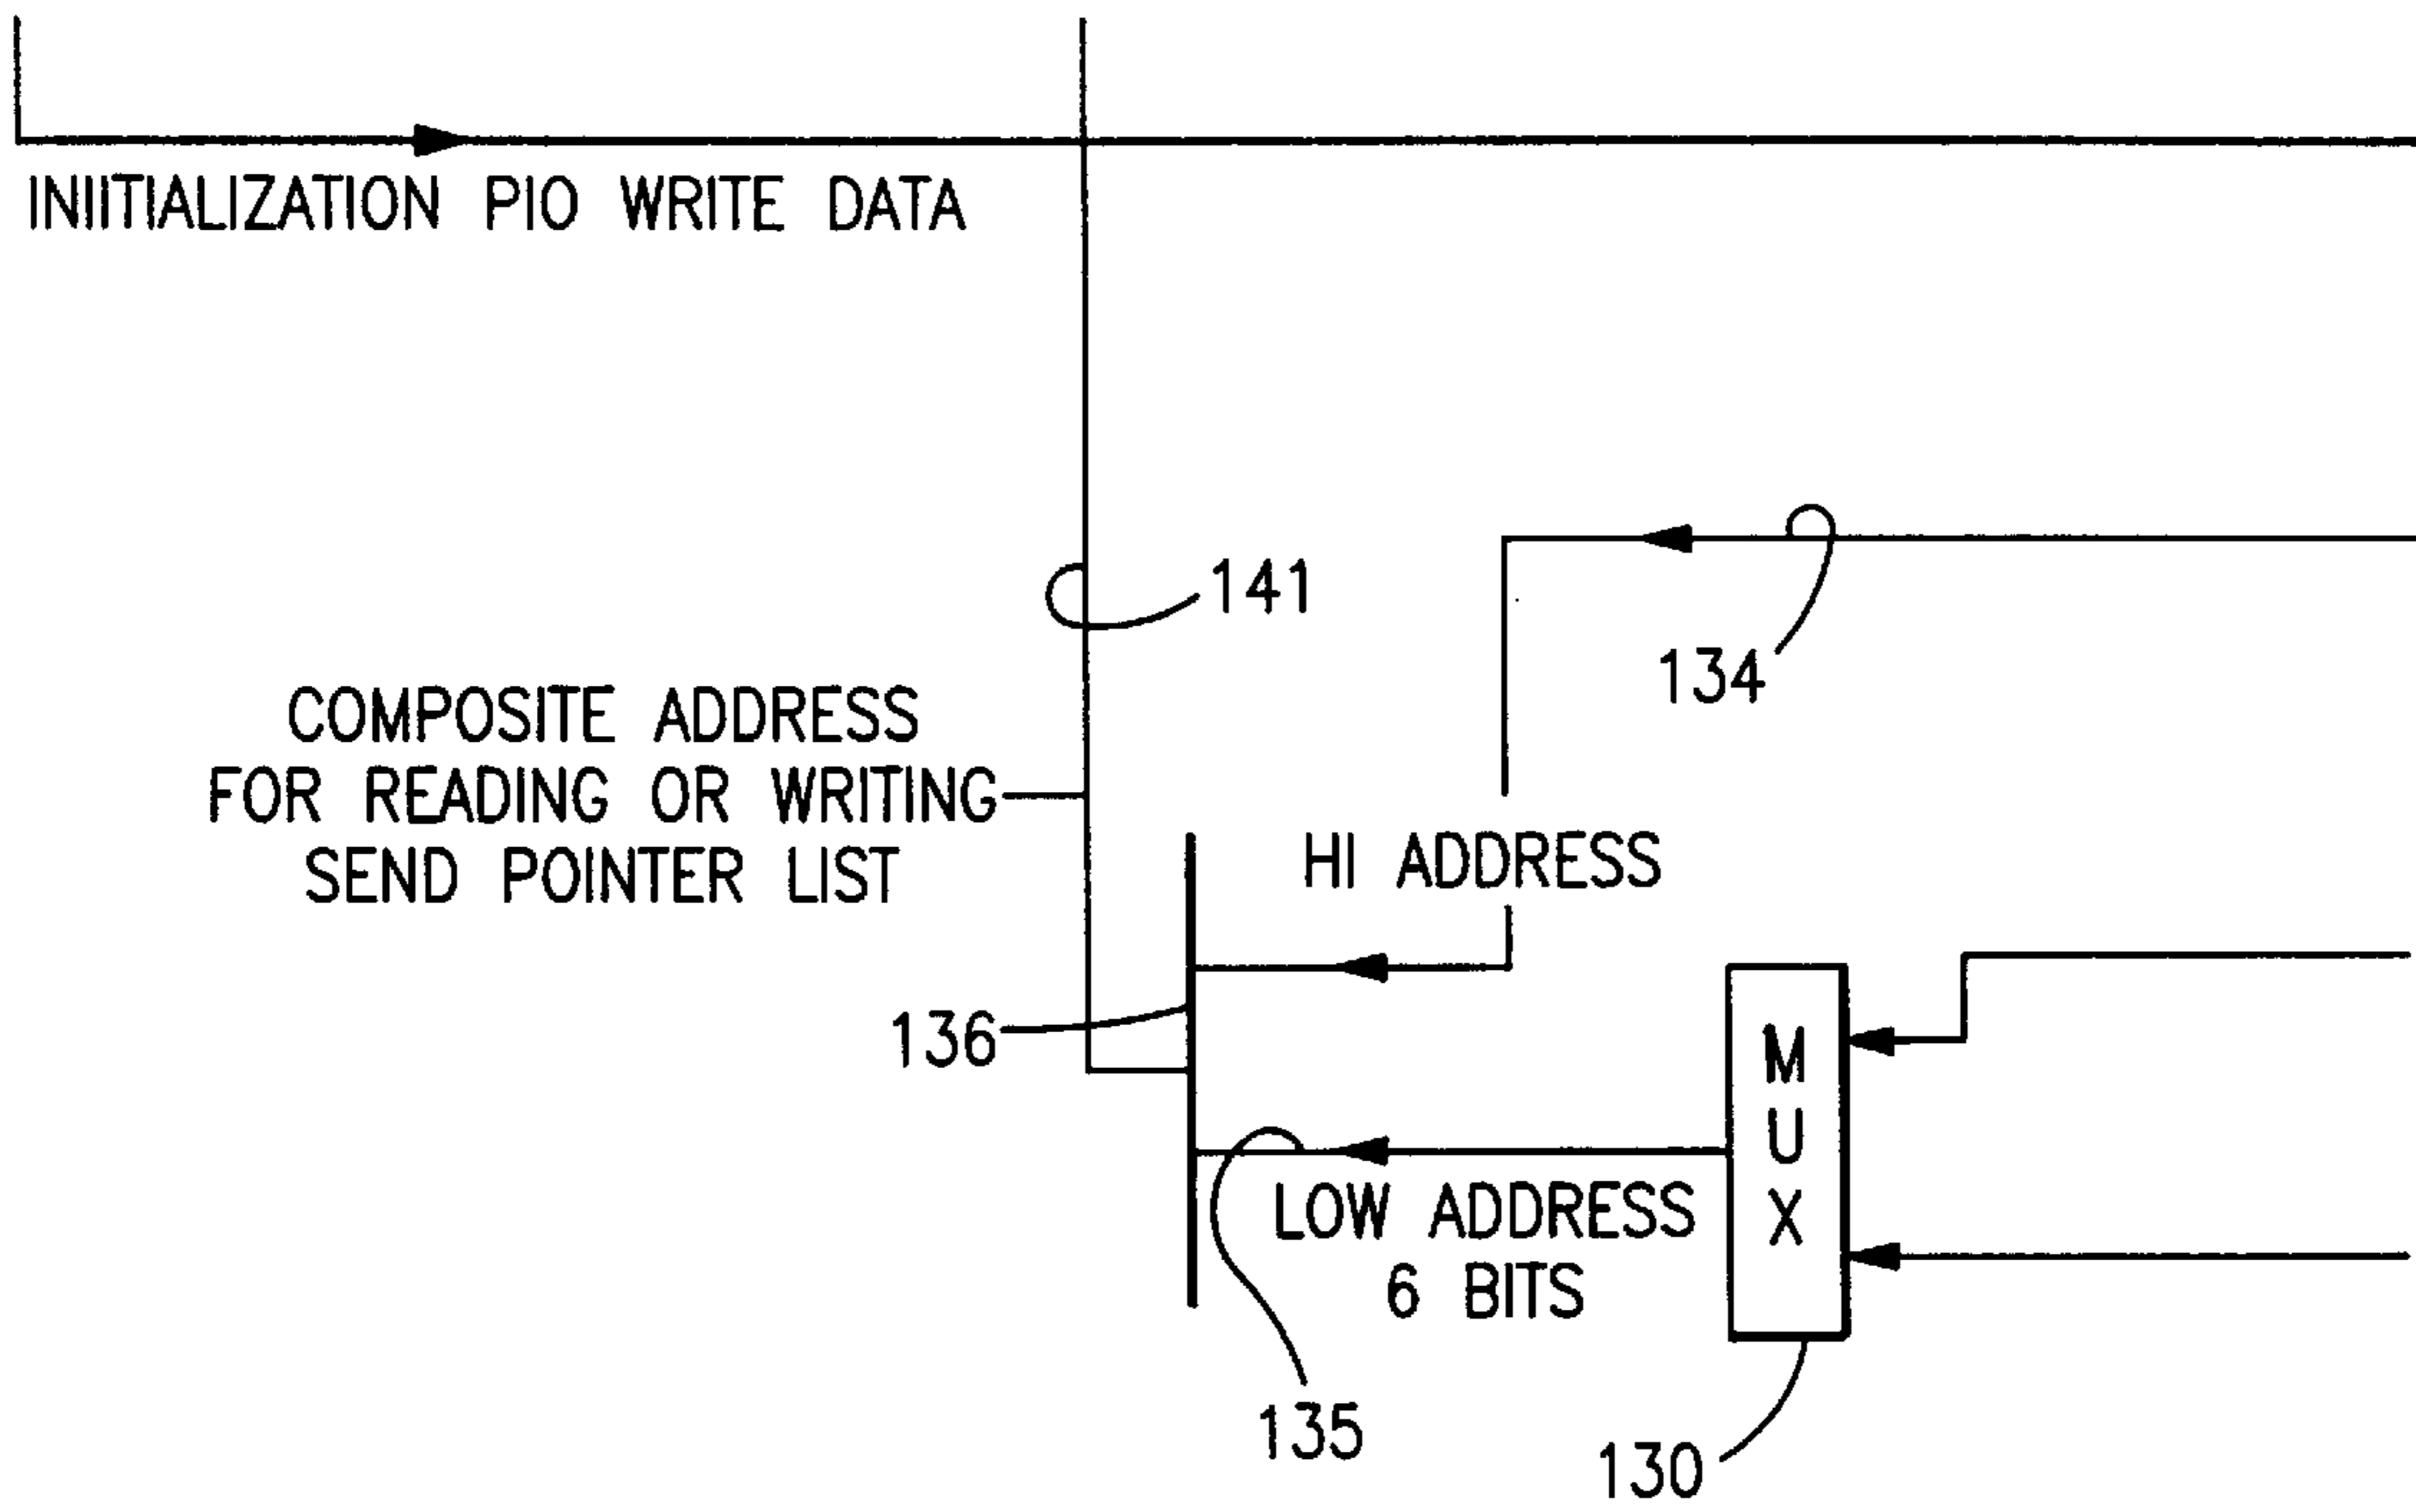 INIITIALIZATION PIO WRITE DATA
141
134
COMPOSITE ADDRESS
FOR READING OR WRITING
SEND POINTER LIST
HI ADDRESS
136
MUX
LOW ADDRESS
6 BITS
135
130